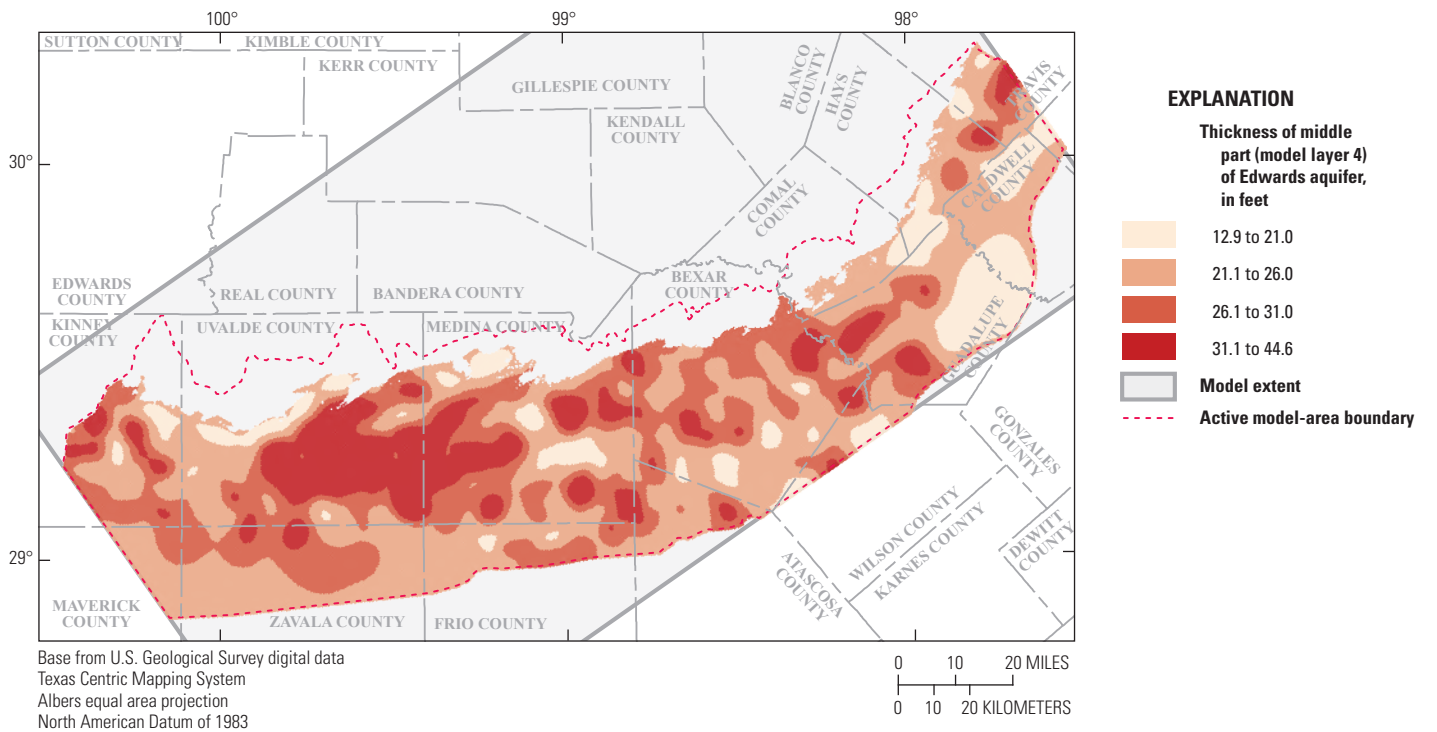 100°
99°
98°
SUTTON COUNTY
KIMBLE COUNTY
KERR COUNTY
GILLESPIE COUNTY
BLANCO
COUNTY
HAYS
COUNTY
TRAVIS
COUNTY
KENDALL
COUNTY
30°
CALDWELL
COUNTY
COMAL
COUNTY
EDWARDS
COUNTY
REAL COUNTY
BANDERA COUNTY
BEXAR
COUNTY
KINNEY
COUNTY
UVALDE COUNTY
MEDINA COUNTY
GUADALUPE
COUNTY
GONZALES
COUNTY
WILSON COUNTY
KARNES COUNTY
DEWITT
COUNTY
29°
ATASCOSA
COUNTY
MAVERICK
COUNTY
ZAVALA COUNTY
FRIO COUNTY
EXPLANATION
Thickness of middle
part (model layer 4)
of Edwards aquifer,
in feet
12.9 to 21.0
21.1 to 26.0
26.1 to 31.0
31.1 to 44.6
Model extent
Active model-area boundary
Base from U.S. Geological Survey digital data
Texas Centric Mapping System
Albers equal area projection
North American Datum of 1983
0 10 20 MILES
0 10 20 KILOMETERS